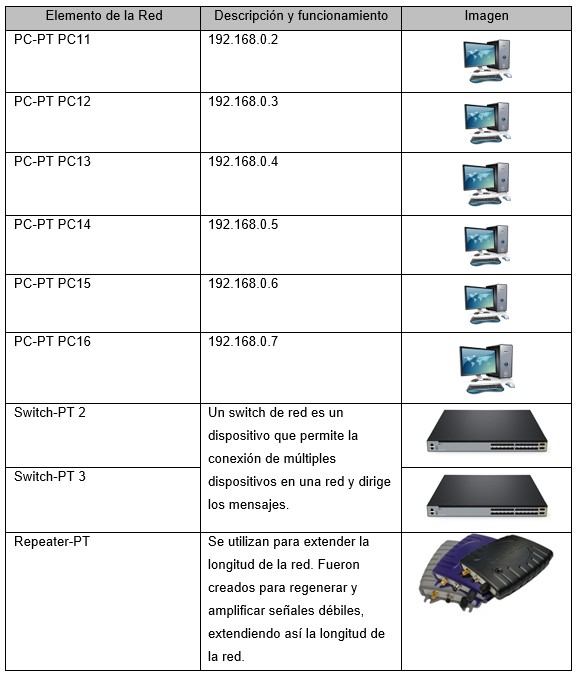 Elemento de la Red
Descripción y funcionamiento
Imagen
PC-PT PC11
192.168.0.2
PC-PT PC12
192.168.0.3
PC-PT PC13
192.168.0.4
PC-PT PC14
192.168.0.5
PC-PT PC15
192.168.0.6
PC-PT PC16
192.168.0.7
Switch-PT 2
Un switch de red es un
dispositivo que permite la
conexión de múltiples
dispositivos en una red y dirige
los mensajes.
Switch-PT 3
Repeater-PT
Se utilizan para extender la
longitud de la red. Fueron
creados para regenerar y
amplificar señales débiles,
extendiendo así la longitud de
la red.